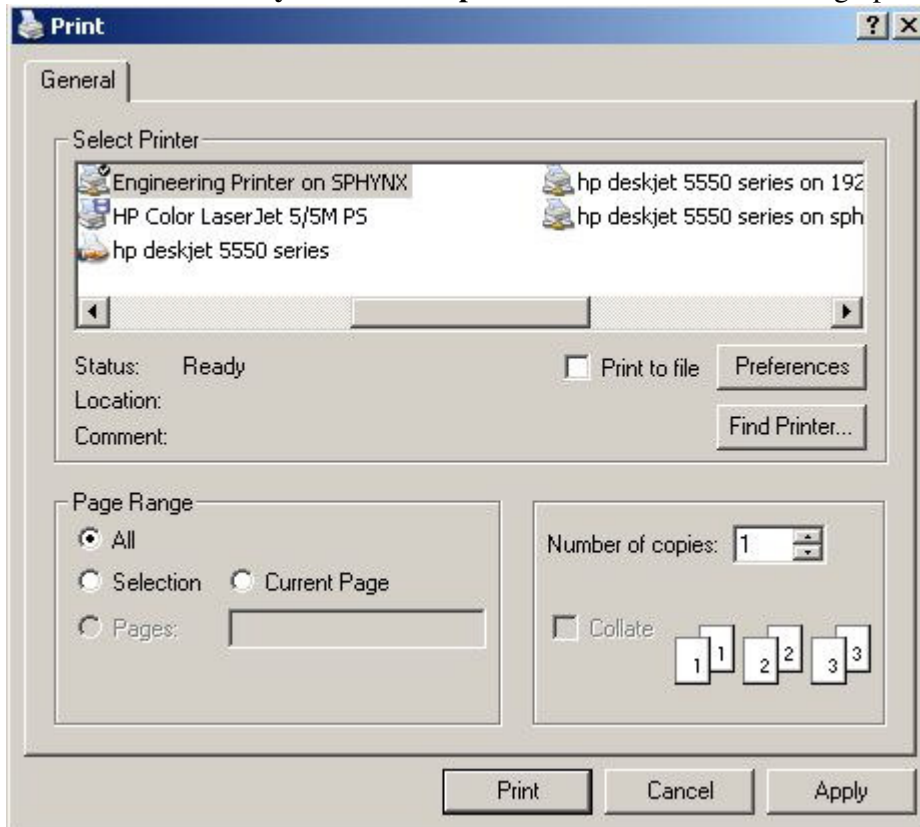 Print
General
Select Printer
Engineering Printer on SPHYNX
HP Color LaserJet 5/5M PS
hp deskjet 5550 series
hp deskjet 5550 series on 192
hp deskjet 5550 series on sph
Status: Ready
Print to file
Preferences
Location:
Comment:
Find Printer...
Page Range
All
Selection
Current Page
Pages:
Number of copies: 1
Collate
1 1 2 2 3 3
Print
Cancel
Apply